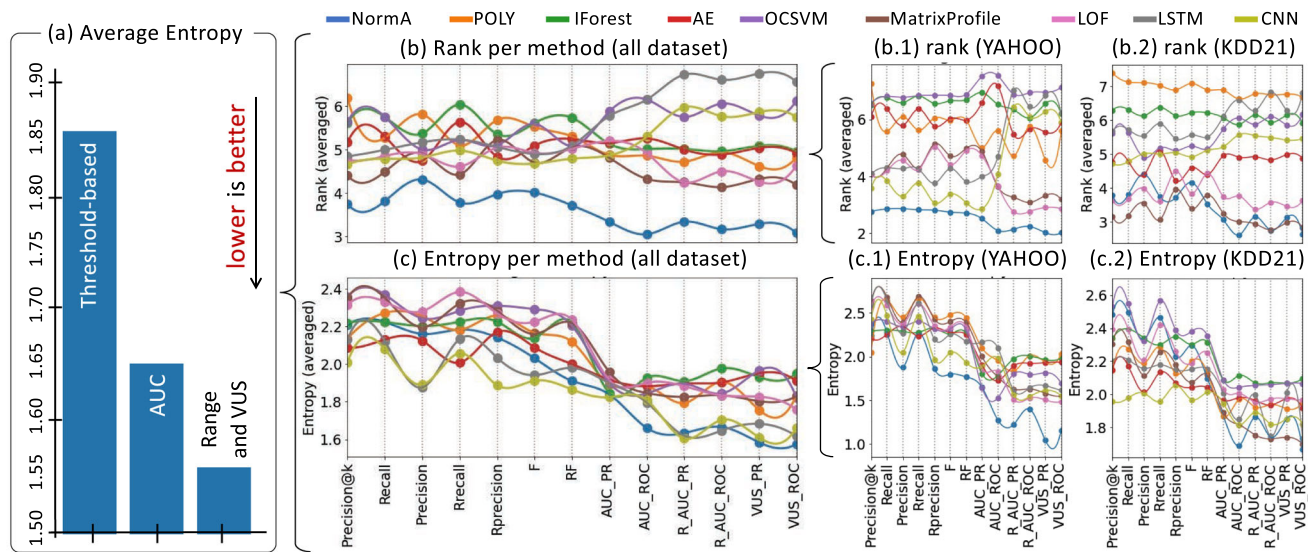 NormA POLY IForest AE OCSVM MatrixProfile LOF LSTM CNN
(a) Average Entropy
1.90
1.85
1.80
1.75
1.70
1.65
1.60
1.55
1.50
Threshold-based
AUC
Range
and VUS
lower is better
(b) Rank per method (all dataset)
Rank (averaged)
6
5
4
3
(b.1) rank (YAHOO)
Rank (averaged)
6
4
2
(b.2) rank (KDD21)
7
6
5
4
3
(c) Entropy per method (all dataset)
Entropy (averaged)
2.4
2.2
2.0
1.8
1.6
Precision@k
Recall
Precision
Rrecall
Rprecision
F
RF
AUC_PR
AUC_ROC
R_AUC_PR
R_AUC_ROC
VUS_PR
VUS_ROC
(c.1) Entropy (YAHOO)
Entropy
2.5
2.0
1.5
1.0
Precision@k
Recall
Precision
Rrecall
Rprecision
F
RF
AUC_PR
AUC_ROC
R_AUC_PR
R_AUC_ROC
VUS_PR
VUS_ROC
(c.2) Entropy (KDD21)
Entropy
2.6
2.4
2.2
2.0
1.8
Precision@k
Recall
Precision
Rrecall
Rprecision
F
RF
AUC_PR
AUC_ROC
R_AUC_PR
R_AUC_ROC
VUS_PR
VUS_ROC